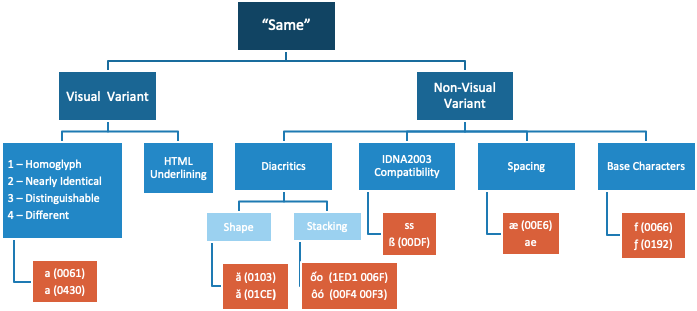 “Same”
Visual Variant
Non-Visual
Variant
1 – Homoglyph
2 – Nearly Identical
3 – Distinguishable
4 – Different
HTML
Underlining
Diacritics
IDNA2003
Compatibility
Spacing
Base Characters
Shape
Stacking
ss
ß (00DF)
æ (00E6)
ae
f (0066)
ƒ (0192)
a (0061)
а (0430)
ă (0103)
ǎ (01CE)
ốo (1ED1 006F)
ôó (00F4 00F3)